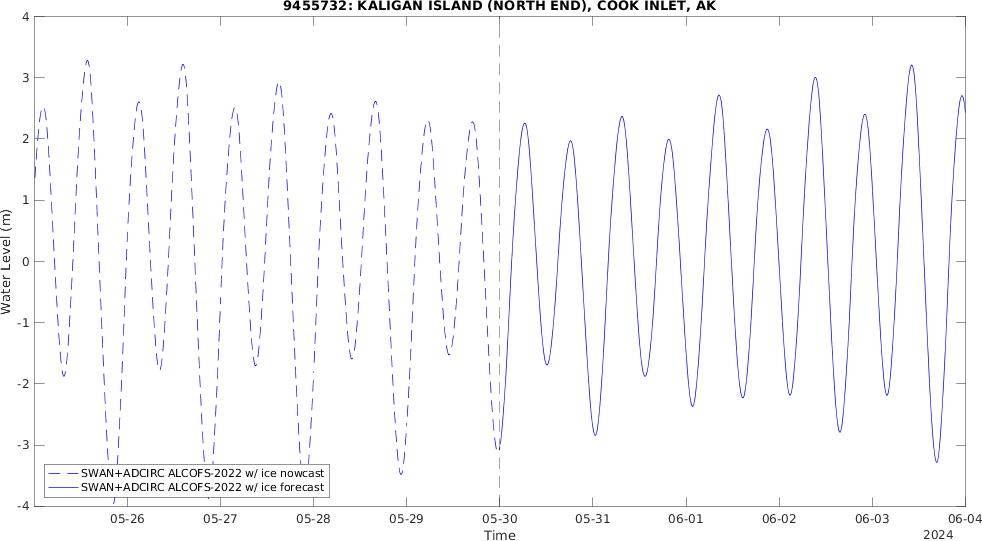 9455732: KALIGAN ISLAND (NORTH END), COOK INLET, AK
4
3
2
1
0
-1
-2
-3
-4
Water Level (m)
SWAN+ADCIRC ALCOFS-2022 w/ ice nowcast
SWAN+ADCIRC ALCOFS-2022 w/ ice forecast
05-26 05-27 05-28 05-29 05-30 05-31 06-01 06-02 06-03 06-04
Time
2024